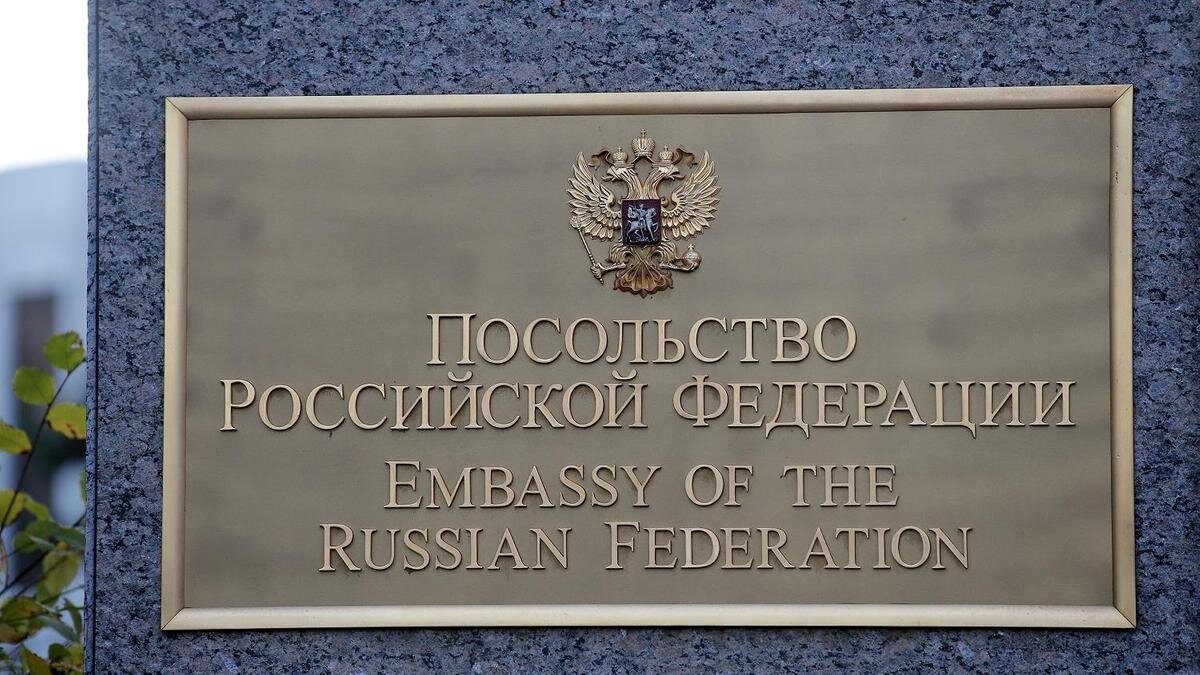 Посольство
Российской Федерации
Embassy of the
Russian Federation